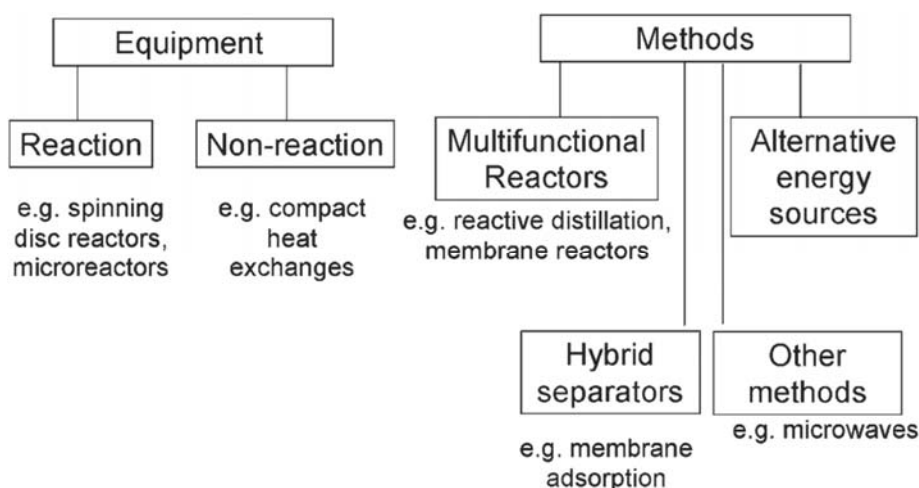 Equipment
Reaction
Non-reaction
e.g. spinning
disc reactors,
microreactors
e.g. compact
heat
exchanges
Methods
Multifunctional
Reactors
e.g. reactive distillation,
membrane reactors
Alternative
energy
sources
Hybrid
separators
e.g. membrane
adsorption
Other
methods
e.g. microwaves